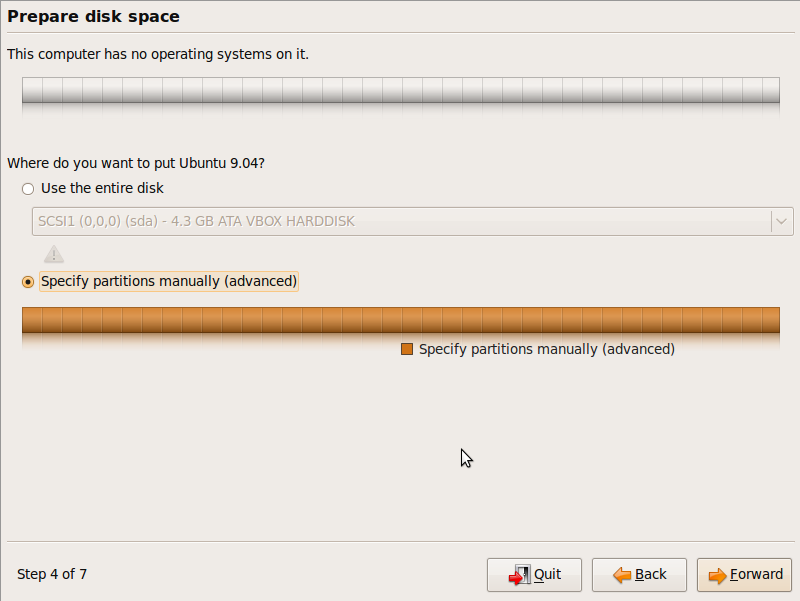 Prepare disk space
This computer has no operating systems on it.
Where do you want to put Ubuntu 9.04?
Use the entire disk
SCSI1 (0,0,0) (sda) - 4.3 GB ATA VBOX HARDDISK
Specify partitions manually (advanced)
Specify partitions manually (advanced)
Step 4 of 7
Quit
Back
Forward